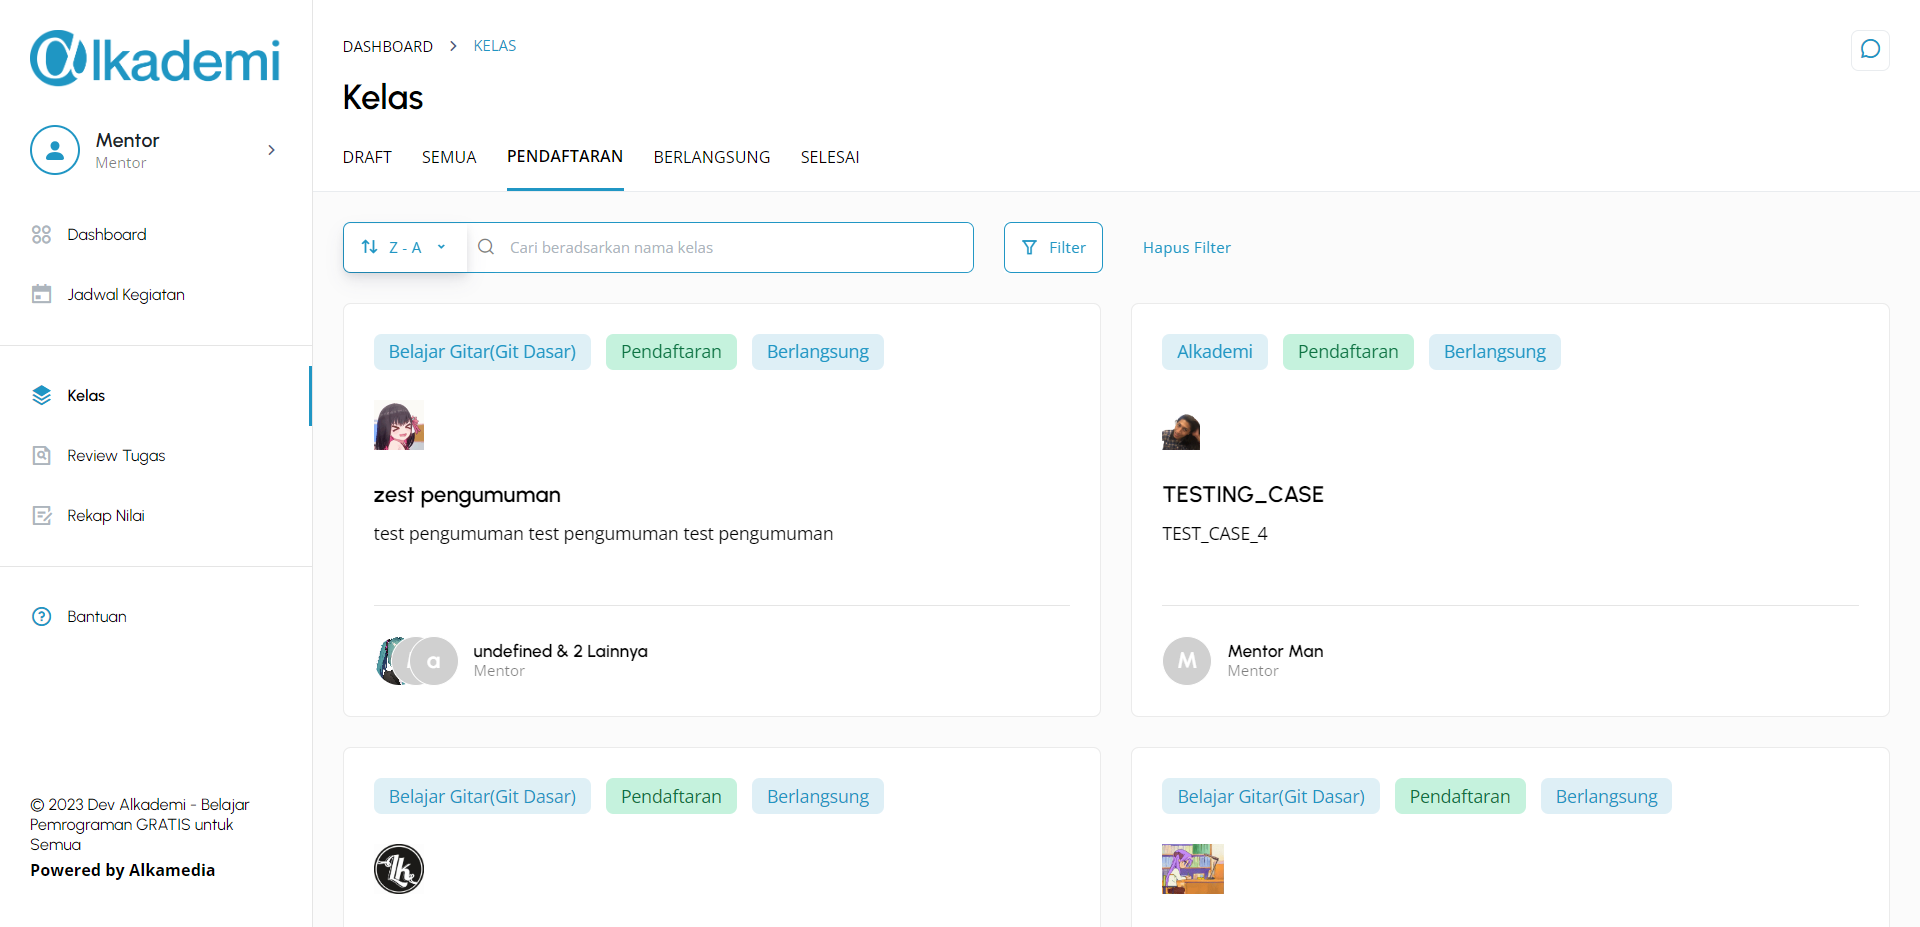 Alkademi
Mentor
Mentor
Dashboard
Jadwal Kegiatan
Kelas
Review Tugas
Rekap Nilai
Bantuan
© 2023 Dev Alkademi - Belajar
Pemrograman GRATIS untuk
Semua
Powered by Alkamedia
DASHBOARD > KELAS
Kelas
DRAFT SEMUA PENDAFTARAN BERLANGSUNG SELESAI
Z - A Cari beradsarkan nama kelas Filter Hapus Filter
Belajar Gitar(Git Dasar) Pendaftaran Berlangsung
zest pengumuman
test pengumuman test pengumuman test pengumuman
a
undefined & 2 Lainnya
Mentor
Alkademi Pendaftaran Berlangsung
TESTING_CASE
TEST_CASE_4
M
Mentor Man
Mentor
Belajar Gitar(Git Dasar) Pendaftaran Berlangsung
lk
Belajar Gitar(Git Dasar) Pendaftaran Berlangsung